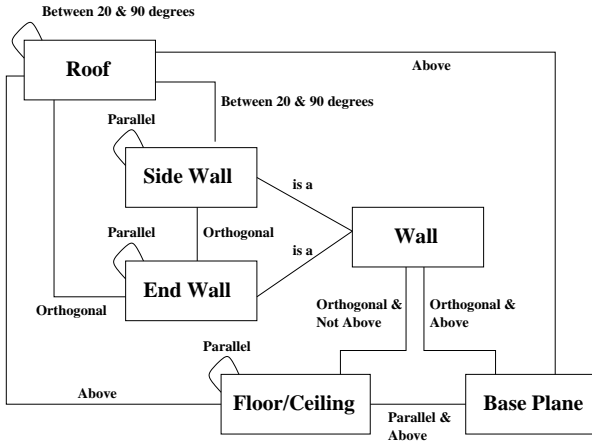 Between 20 & 90 degrees
Roof
Above
Between 20 & 90 degrees
Parallel
Side Wall
is a
Parallel
Orthogonal
Wall
is a
End Wall
Orthogonal
Orthogonal &
Not Above
Orthogonal &
Above
Parallel
Above
Floor/Ceiling
Parallel &
Above
Base Plane